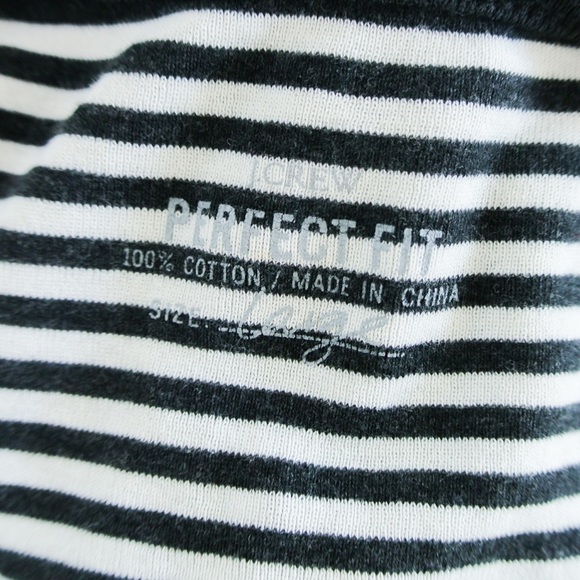 J.CREW
PERFECT FIT
100% COTTON / MADE IN CHINA
SIZE: Large